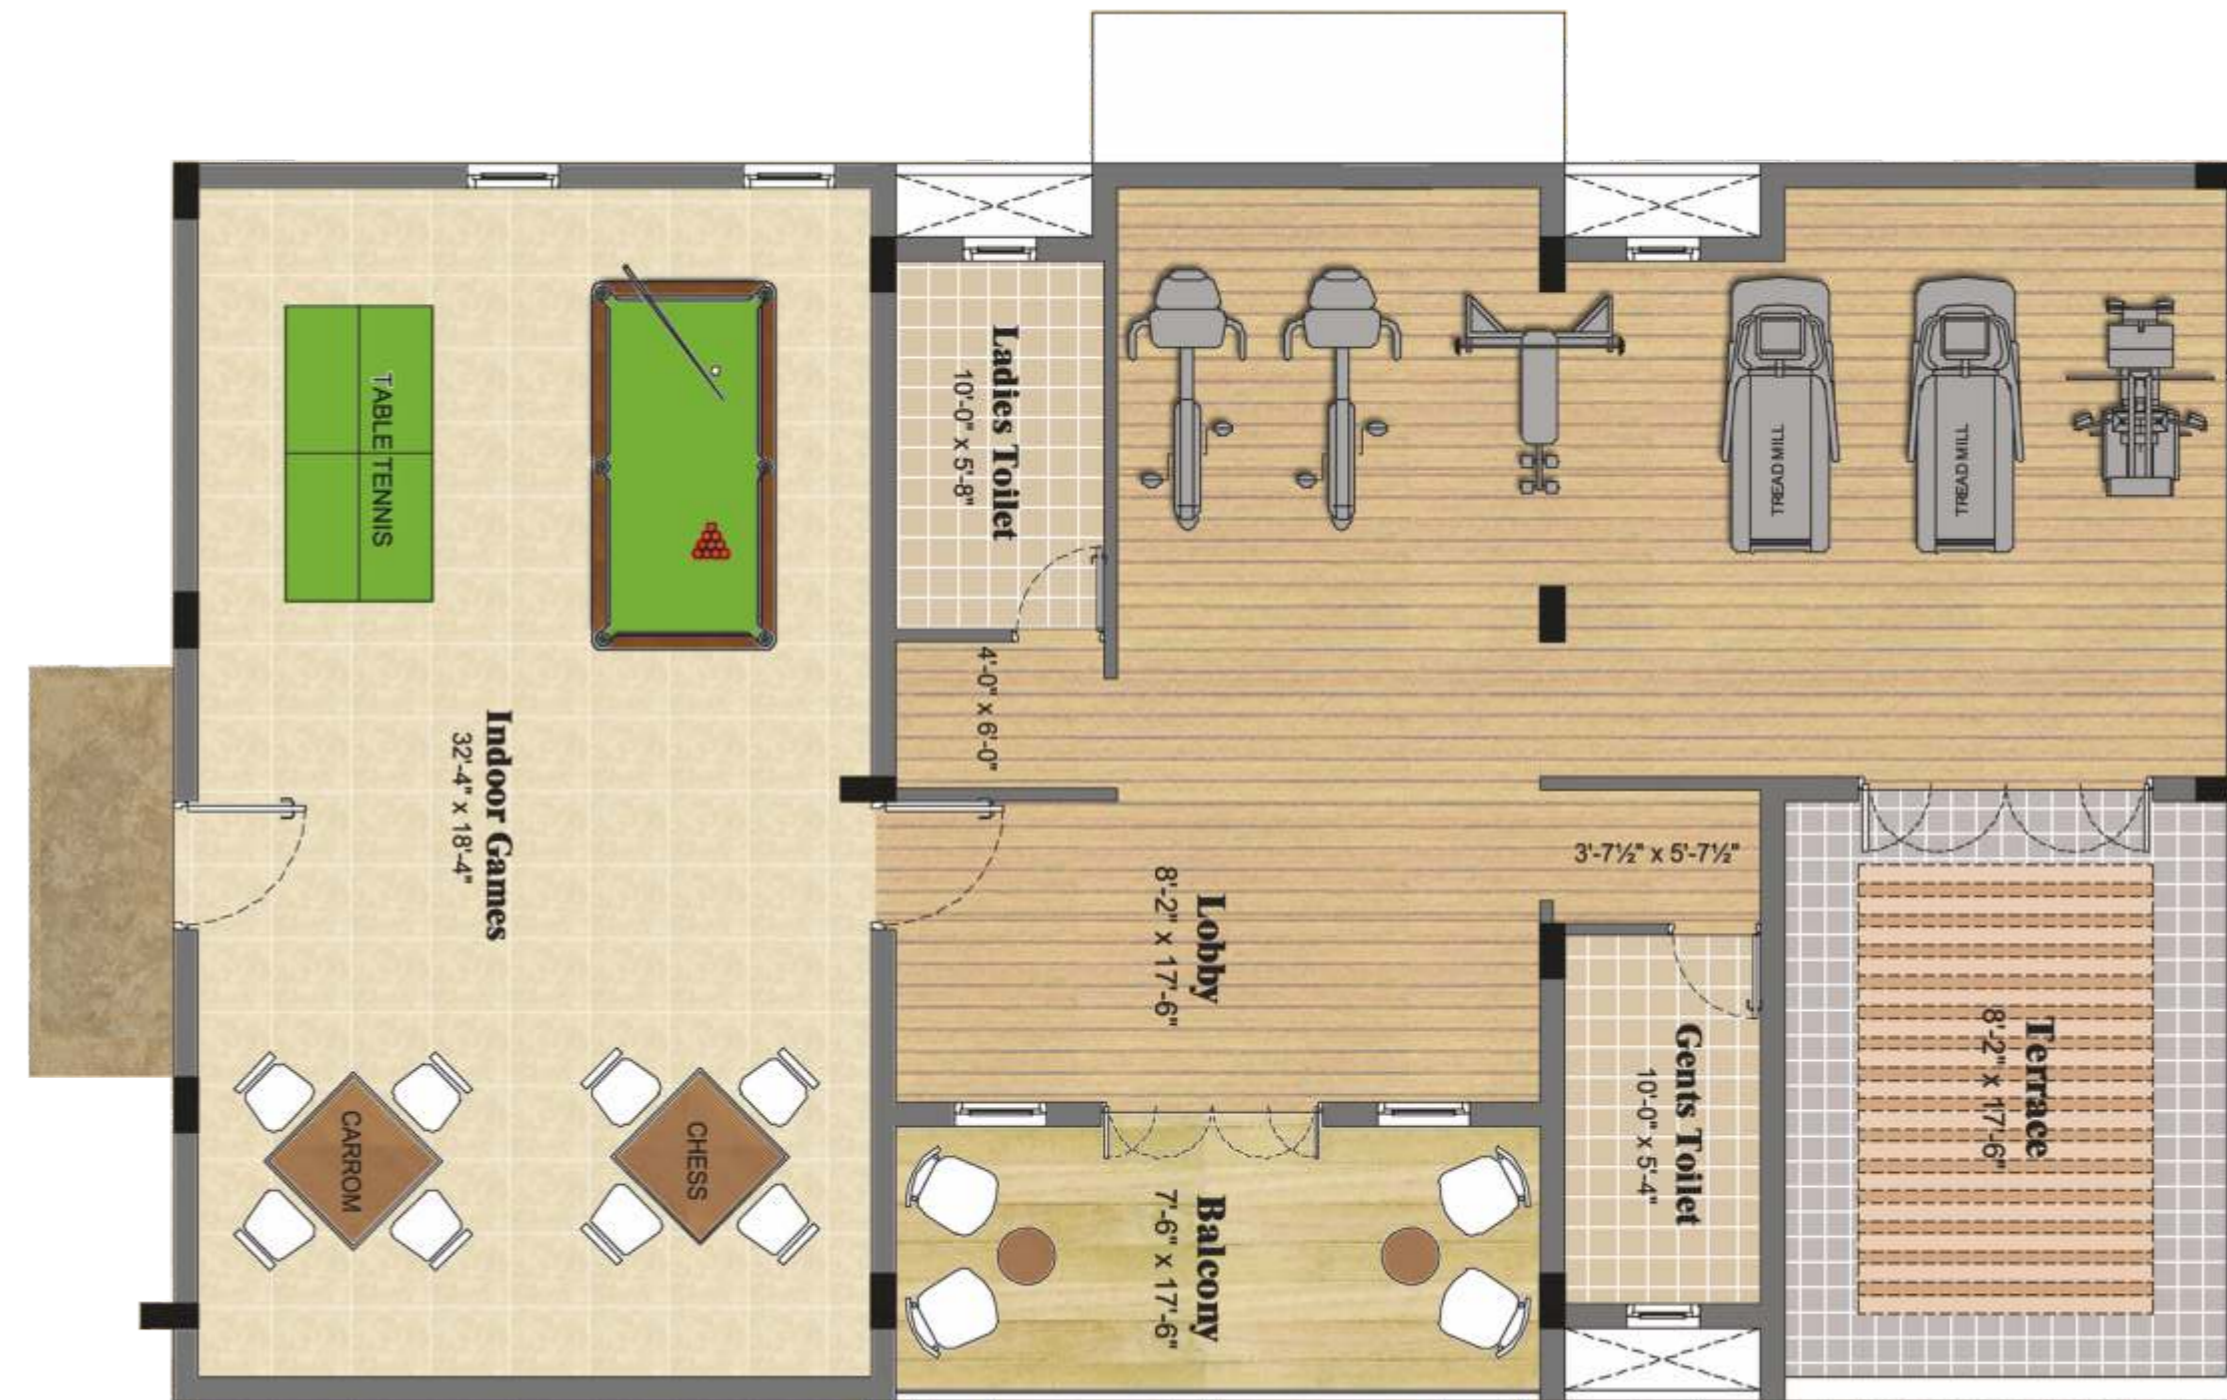 TABLE TENNIS
Indoor Games
32'-4" x 18'-4"
CARROM
CHESS
Ladies Toilet
10'-0" x 5'-8"
4'-0" x 6'-0"
Lobby
8'-2" x 17'-6"
Balcony
7'-6" x 17'-6"
TREAD MILL
TREAD MILL
3'-7½" x 5'-7½"
Gents Toilet
10'-0" x 5'-4"
Terrace
8'-2" x 17'-6"